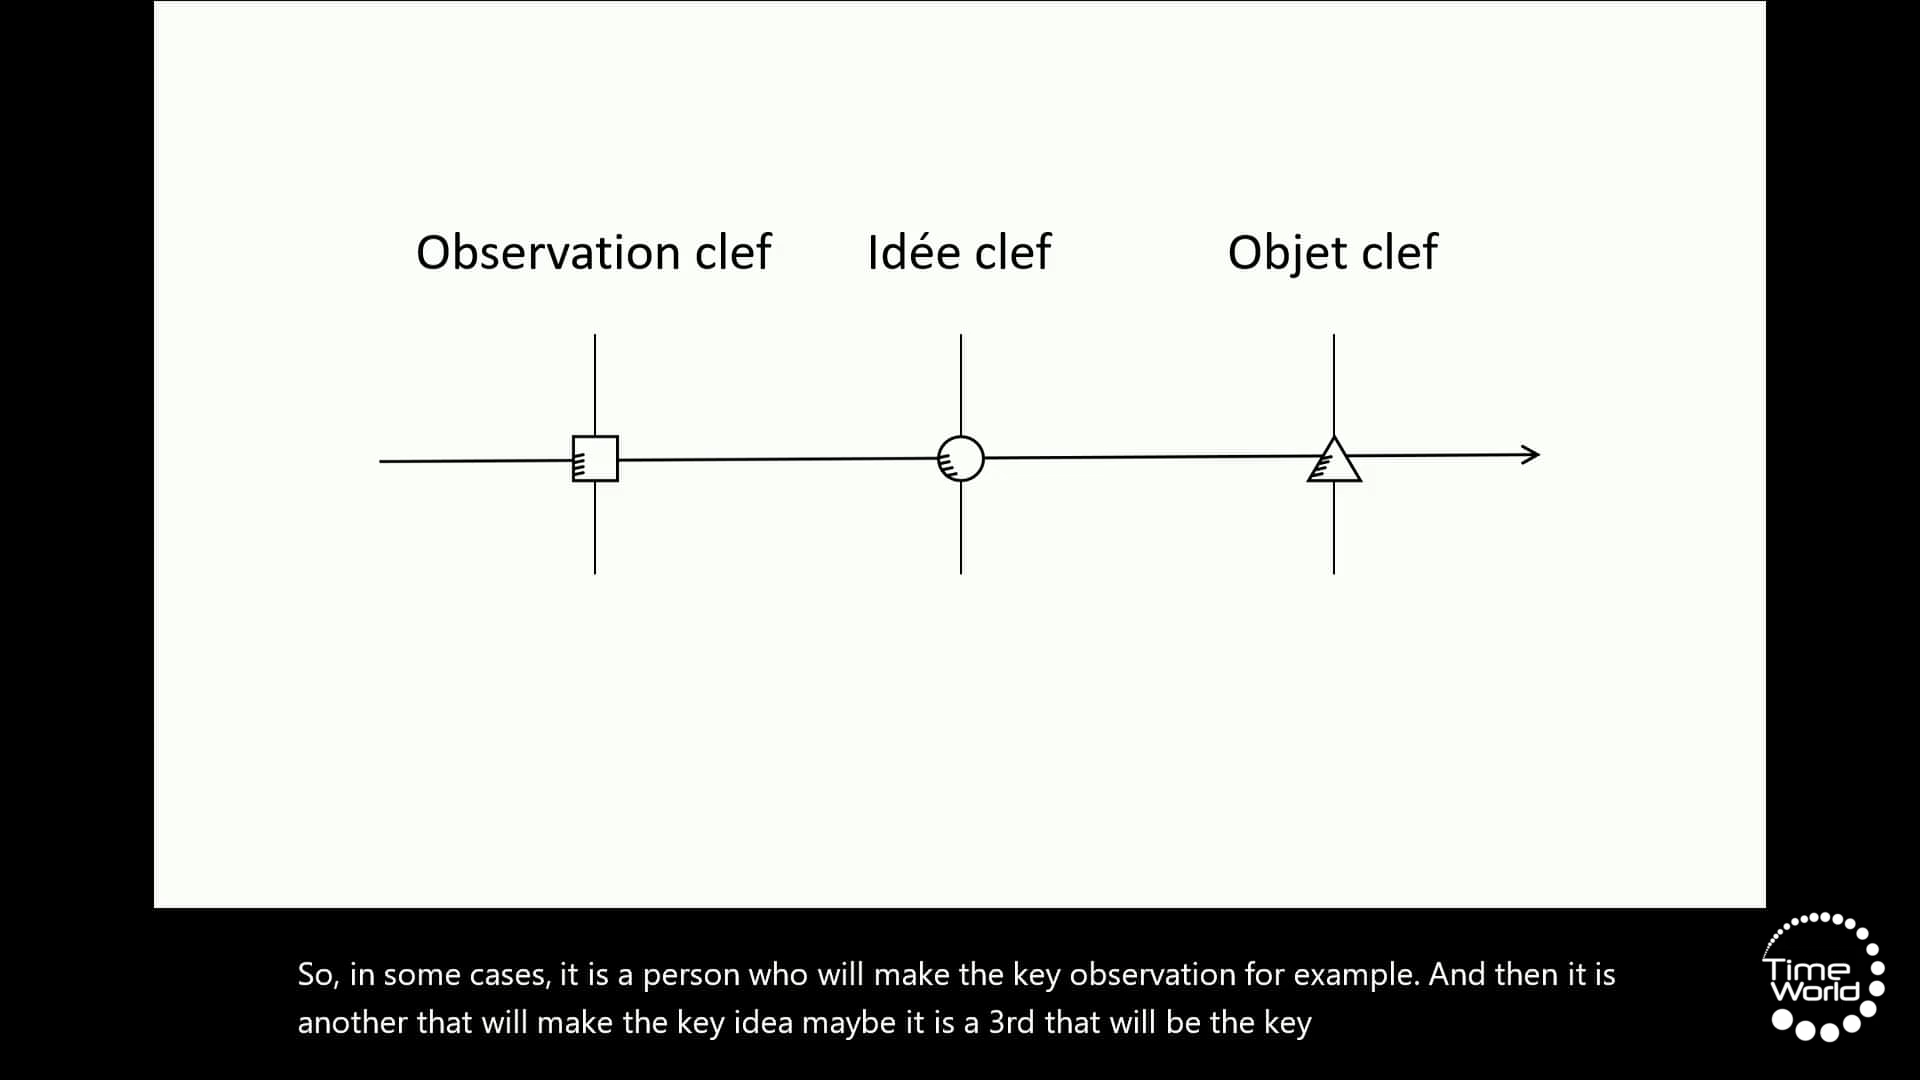 Observation clef
Idée clef
Objet clef
So, in some cases, it is a person who will make the key observation for example. And then it is
another that will make the key idea maybe it is a 3rd that will be the key
Time
World